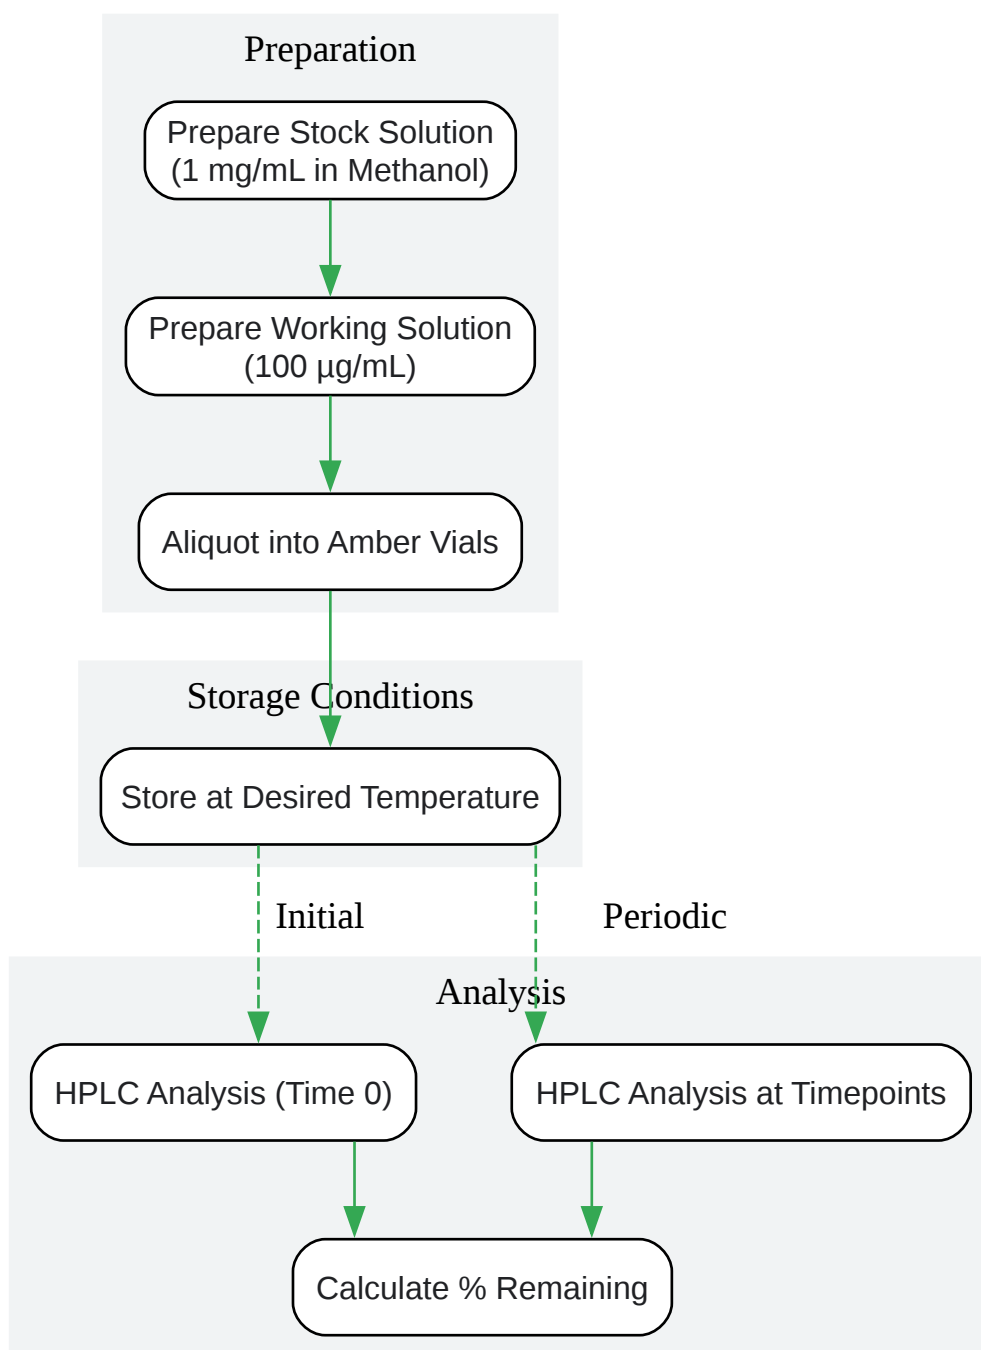 Preparation
Prepare Stock Solution
(1 mg/mL in Methanol)
Prepare Working Solution
(100 µg/mL)
Aliquot into Amber Vials
Storage Conditions
Store at Desired Temperature
Initial
Periodic
Analysis
HPLC Analysis (Time 0)
HPLC Analysis at Timepoints
Calculate % Remaining